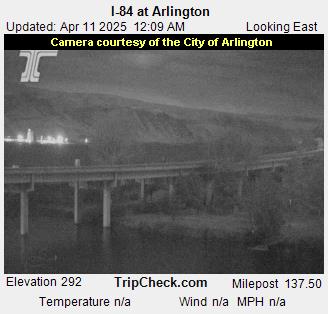 I-84 at Arlington
Updated: Apr 11 2025 12:09 AM Looking East
Camera courtesy of the City of Arlington
Elevation 292 TripCheck.com Milepost 137.50
Temperature n/a Wind n/a MPH n/a